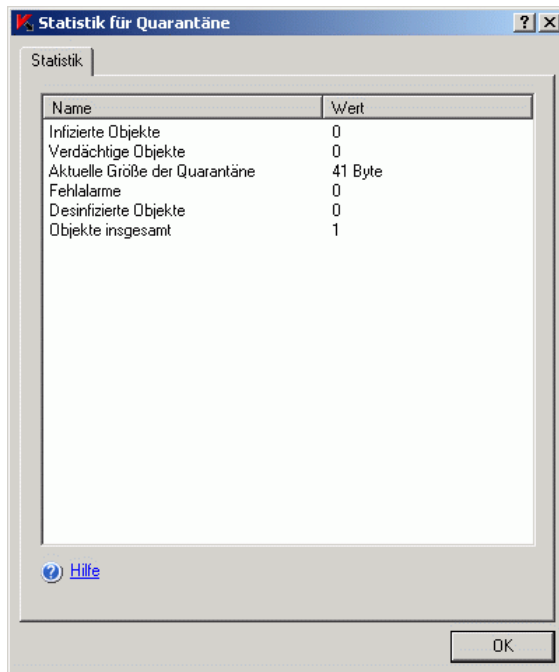 Statistik für Quarantäne
Statistik
Name Wert
Infizierte Objekte 0
Verdächtige Objekte 0
Aktuelle Größe der Quarantäne 41 Byte
Fehlalarme 0
Desinfizierte Objekte 0
Objekte insgesamt 1
Hilfe
OK